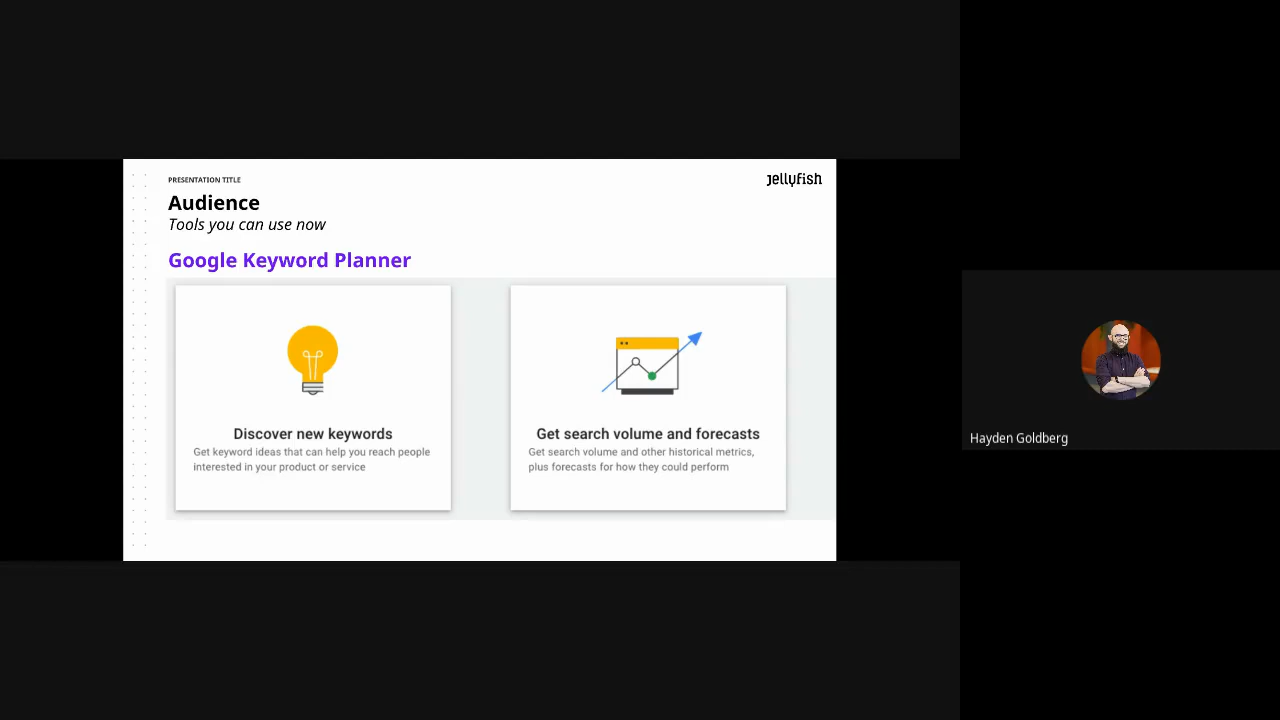 PRESENTATION TITLE
jellyfish
Audience
Tools you can use now
Google Keyword Planner
Discover new keywords
Get keyword ideas that can help you reach people
interested in your product or service
Get search volume and forecasts
Get search volume and other historical metrics,
plus forecasts for how they could perform
Hayden Goldberg